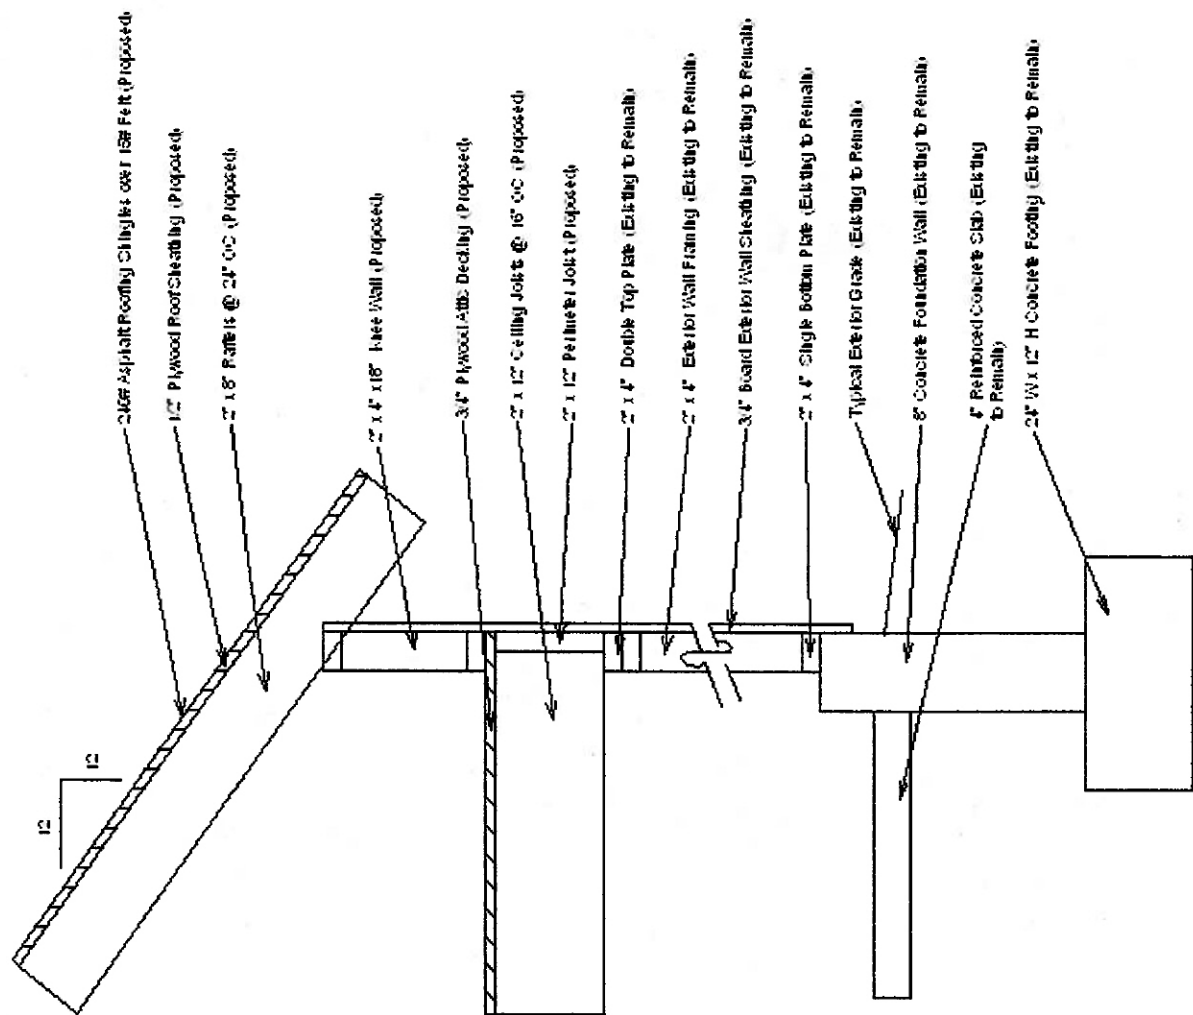 240# Asphalt Roofing Shingles over 15# Felt (Proposed)
1/2" Plywood Roof Sheathing (Proposed)
2" x 8" Rafters @ 24" OC (Proposed)
2" x 4" x18" Knee Wall (Proposed)
3/4" Plywood Attic Decking (Proposed)
2" x 12" Ceiling Joists @ 16" OC (Proposed)
2" x 12" Perimeter Joist (Proposed)
2" x 4" Double Top Plate (Existing to Remain)
2" x 4" Exterior Wall Framing (Existing to Remain)
3/4" Board Exterior Wall Sheathing (Existing to Remain)
2" x 4" Single Bottom Plate (Existing to Remain)
Typical Exterior Grade (Existing to Remain)
8" Concrete Foundation Wall (Existing to Remain)
4" Reinforced Concrete Slab (Existing
to Remain)
24" W x 12" H Concrete Footing (Existing to Remain)
12
12